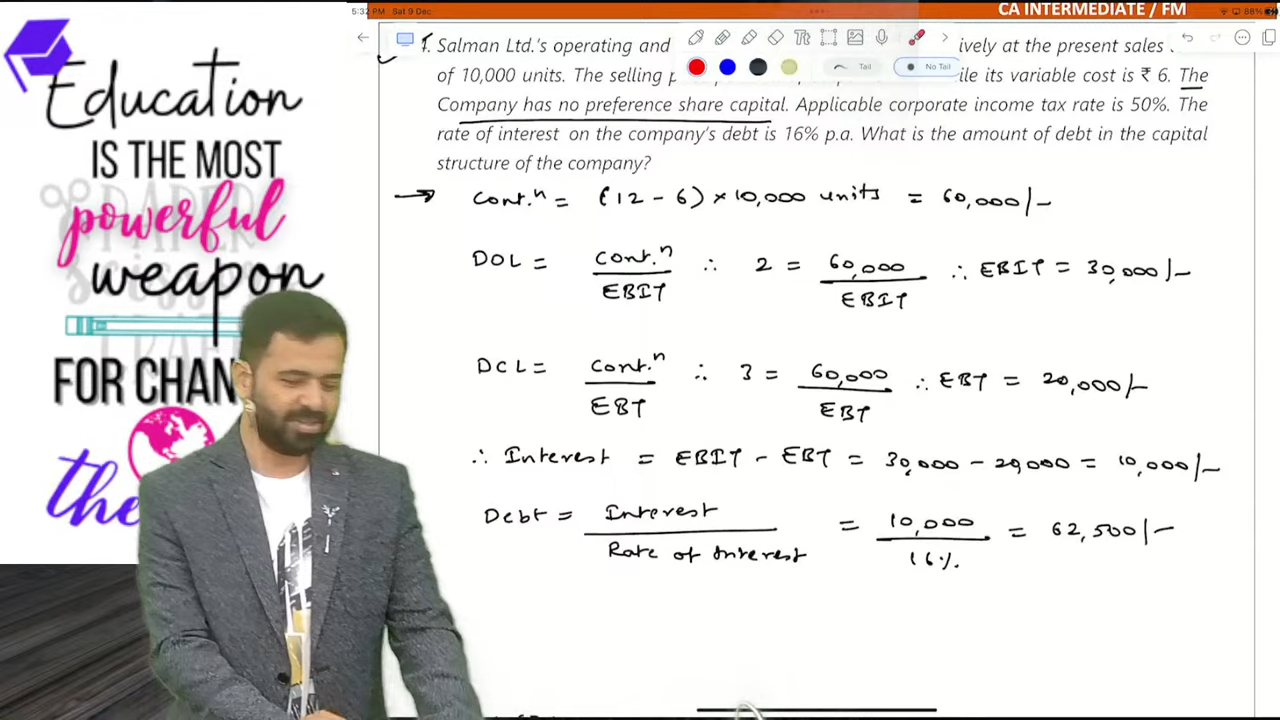 5:32 PM Sat 9 Dec
CA INTERMEDIATE / FM
88%
Tail
No Tail
Education
IS THE MOST
powerful
weapon
FOR CHAN
the
1. Salman Ltd.'s operating and ively at the present sales
of 10,000 units. The selling p ile its variable cost is ₹ 6. The
Company has no preference share capital. Applicable corporate income tax rate is 50%. The
rate of interest on the company's debt is 16% p.a. What is the amount of debt in the capital
structure of the company?
→ Cont.ⁿ = (12 - 6) × 10,000 units = 60,000/-
DOL = Cont.ⁿ / EBIT ∴ 2 = 60,000 / EBIT ∴ EBIT = 30,000/-
DCL = Cont.ⁿ / EBT ∴ 3 = 60,000 / EBT ∴ EBT = 20,000/-
∴ Interest = EBIT - EBT = 30,000 - 20,000 = 10,000/-
Debt = Interest / Rate of Interest = 10,000 / 16% = 62,500/-